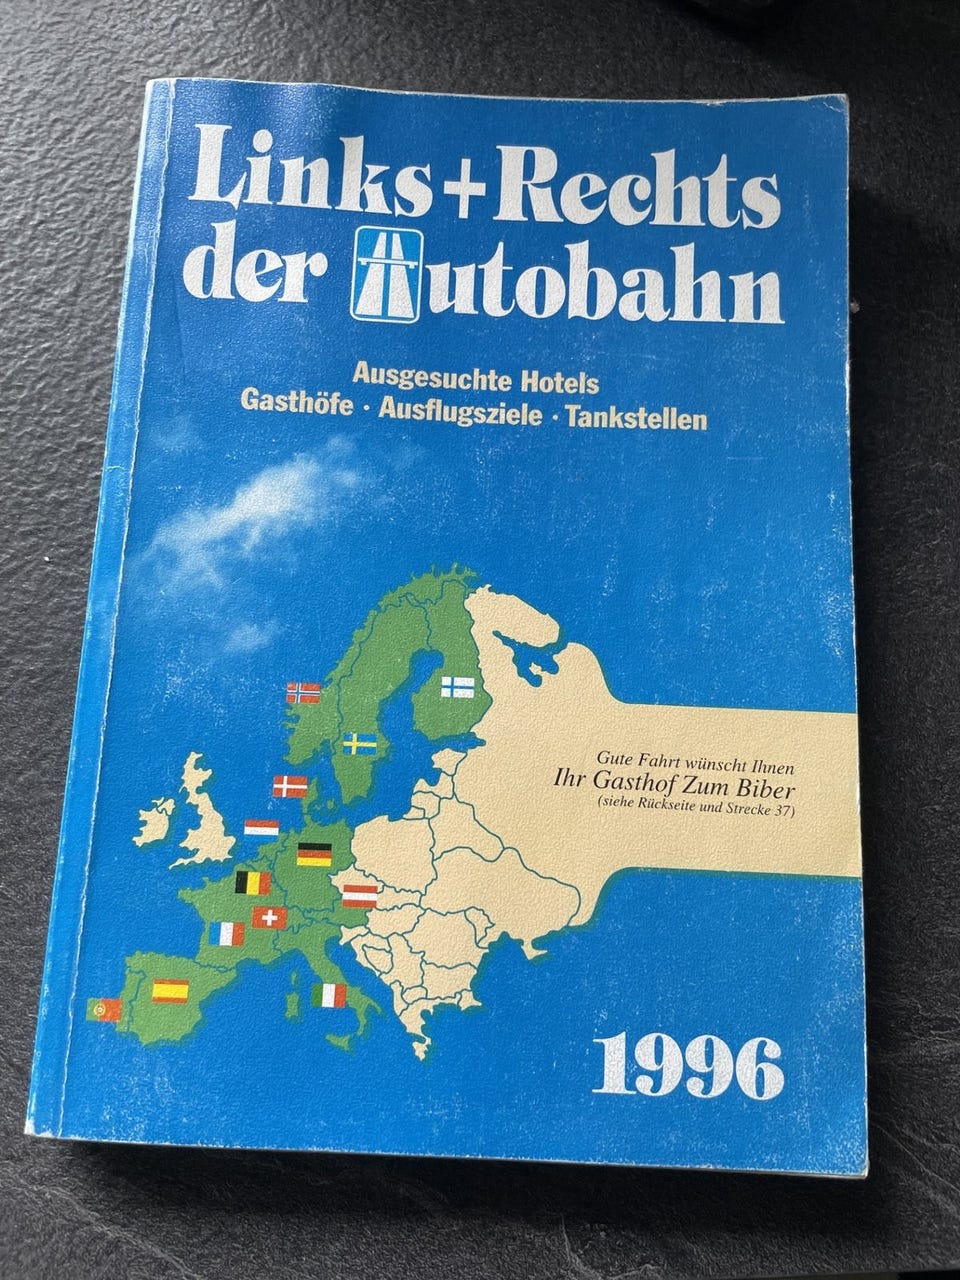 Links+Rechts
der Autobahn
Ausgesuchte Hotels
Gasthöfe · Ausflugsziele · Tankstellen
Gute Fahrt wünscht Ihnen
Ihr Gasthof Zum Biber
(siehe Rückseite und Strecke 37)
1996